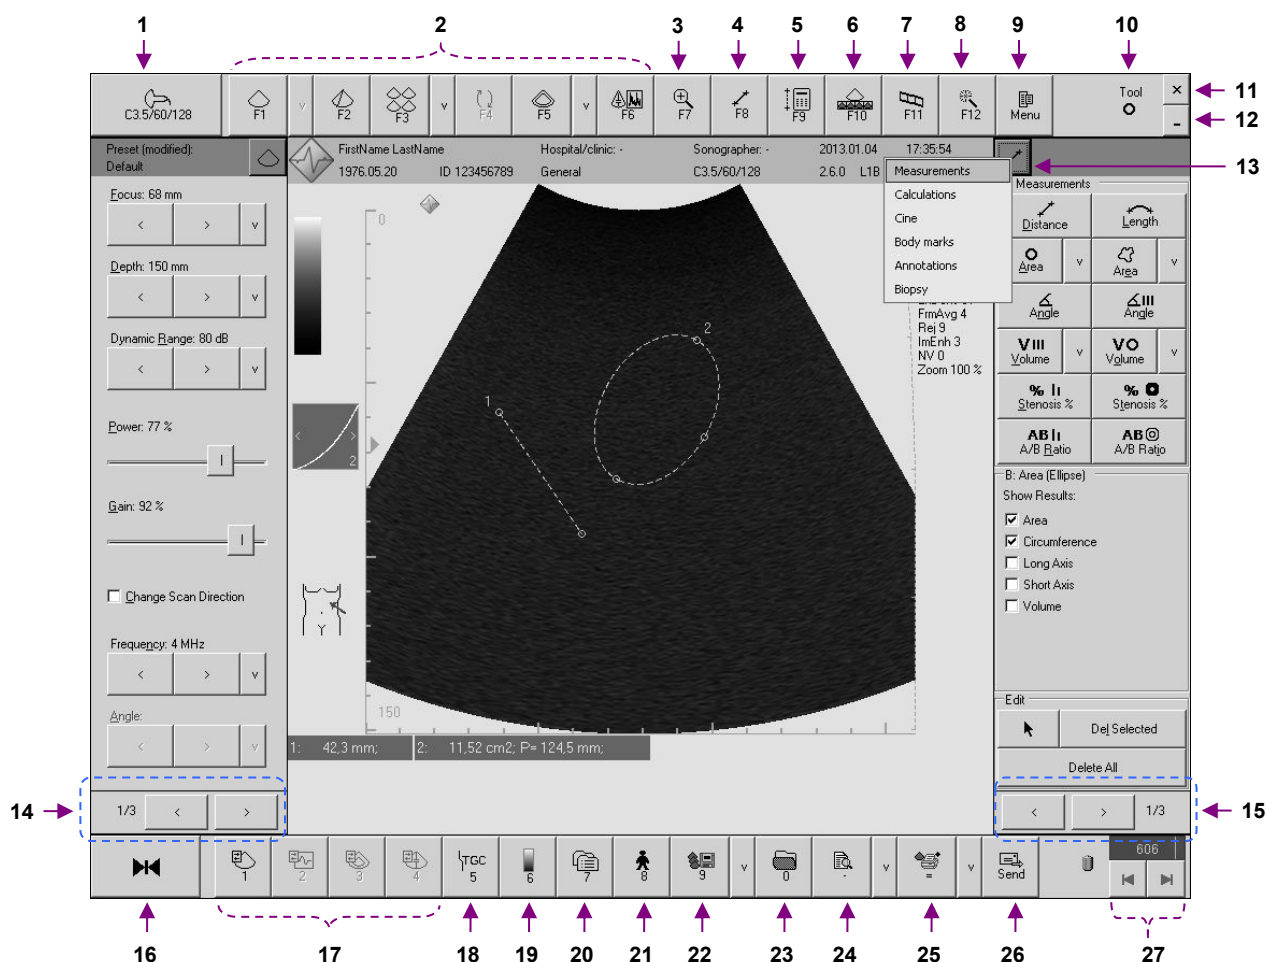 1 2 3 4 5 6 7 8 9 10
C3.5/60/128 F1 v F2 F3 v F4 F5 v F6 F7 F8 F9 F10 F11 F12 Menu Tool × 11
- 12
Preset (modified):
Default
FirstName LastName Hospital/clinic: - Sonographer: - 2013.01.04 17:35:54
1976.05.20 ID 123456789 General C3.5/60/128 2.6.0 L1B
13
Measurements
Calculations
Cine
Body marks
Annotations
Biopsy
FrmAvg 4
Rej 9
ImEnh 3
NV 0
Zoom 100 %
Focus: 68 mm
< > v
Depth: 150 mm
< > v
Dynamic Range: 80 dB
< > v
Power: 77 %
Gain: 92 %
Change Scan Direction
Frequency: 4 MHz
< > v
Angle:
< > v
14 1/3 < >
0
1
2
< >
2
150
1: 42,3 mm; 2: 11,52 cm2; P= 124,5 mm;
Measurements
Distance Length
Area v Area v
Angle Angle
V Volume v V Volume v
% Stenosis % % Stenosis %
AB A/B Ratio AB A/B Ratio
B: Area (Ellipse)
Show Results:
Area
Circumference
Long Axis
Short Axis
Volume
Edit
Del Selected
Delete All
< > 1/3 15
1 2 3 4 TGC 5 6 7 8 9 v 0 - v = v Send 606
16 17 18 19 20 21 22 23 24 25 26 27